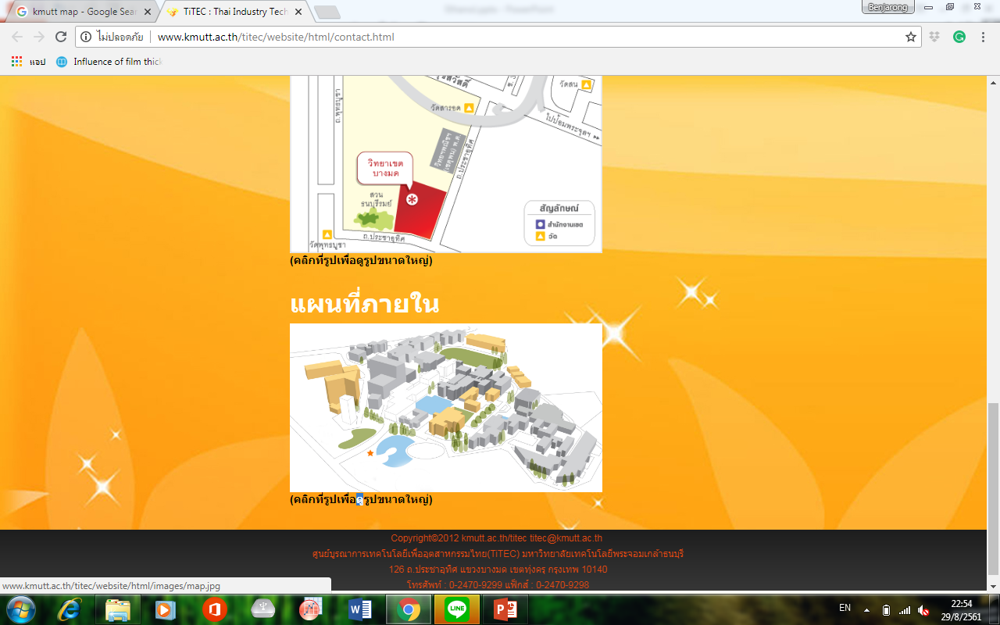 Ghance.pptx - PowerPoint
kmutt map - Google Sear
TiTEC : Thai Industry Tech
Benjarong
ไม่ปลอดภัย
www.kmutt.ac.th/titec/website/html/contact.html
แอป
Influence of film thick
ถ.พุทธบูชา
วัดสน
วัดสารอด
ไปป้อมพระจุลฯ
ถ.ประชาอุทิศ
วิทยาเขต
บางมด
สวน
ธนบุรีรมย์
ถ.ประชาอุทิศ
วัดพุทธบูชา
สัญลักษณ์
สำนักงานเขต
วัด
(คลิกที่รูปเพื่อดูรูปขนาดใหญ่)
แผนที่ภายใน
(คลิกที่รูปเพื่อดูรูปขนาดใหญ่)
Copyright©2012 kmutt.ac.th/titec titec@kmutt.ac.th
ศูนย์บูรณาการเทคโนโลยีเพื่ออุตสาหกรรมไทย(TiTEC) มหาวิทยาลัยเทคโนโลยีพระจอมเกล้าธนบุรี
126 ถ.ประชาอุทิศ แขวงบางมด เขตทุ่งครุ กรุงเทพ 10140
โทรศัพท์ : 0-2470-9299 แฟ็กส์ : 0-2470-9298
www.kmutt.ac.th/titec/website/html/images/map.jpg
LINE
EN
22:54
29/8/2561